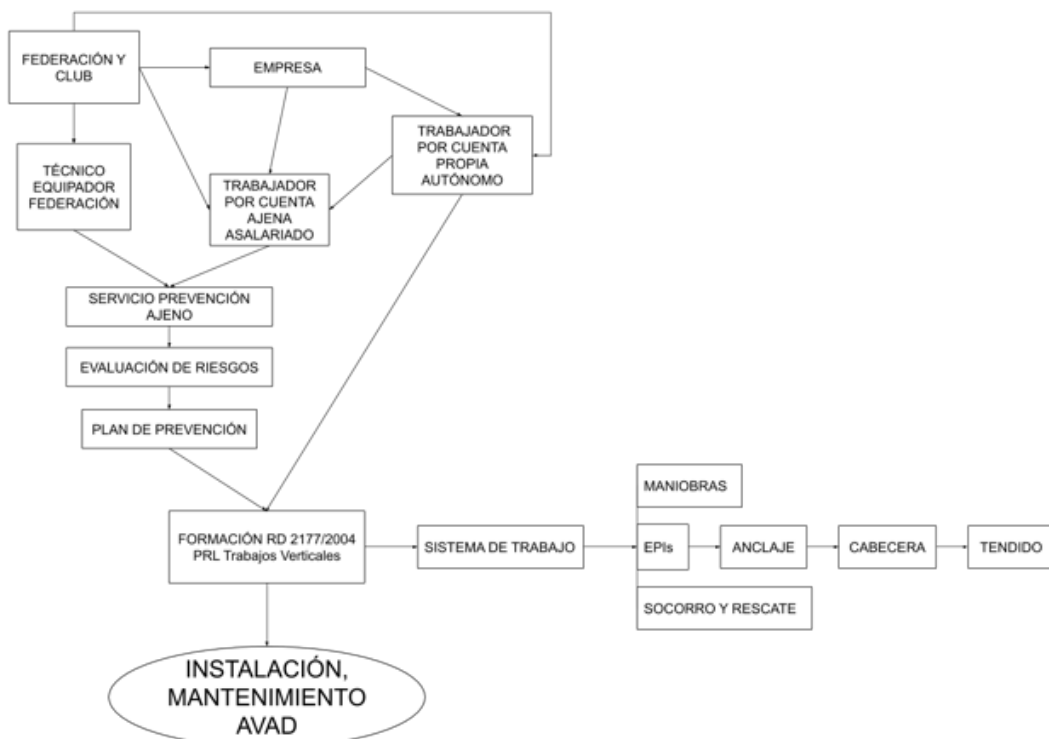 FEDERACIÓN Y
CLUB
EMPRESA
TRABAJADOR
POR CUENTA
PROPIA
AUTÓNOMO
TÉCNICO
EQUIPADOR
FEDERACIÓN
TRABAJADOR
POR CUENTA
AJENA
ASALARIADO
SERVICIO PREVENCIÓN
AJENO
EVALUACIÓN DE RIESGOS
PLAN DE PREVENCIÓN
FORMACIÓN RD 2177/2004
PRL Trabajos Verticales
SISTEMA DE TRABAJO
MANIOBRAS
EPIs
ANCLAJE
CABECERA
TENDIDO
SOCORRO Y RESCATE
INSTALACIÓN,
MANTENIMIENTO
AVAD